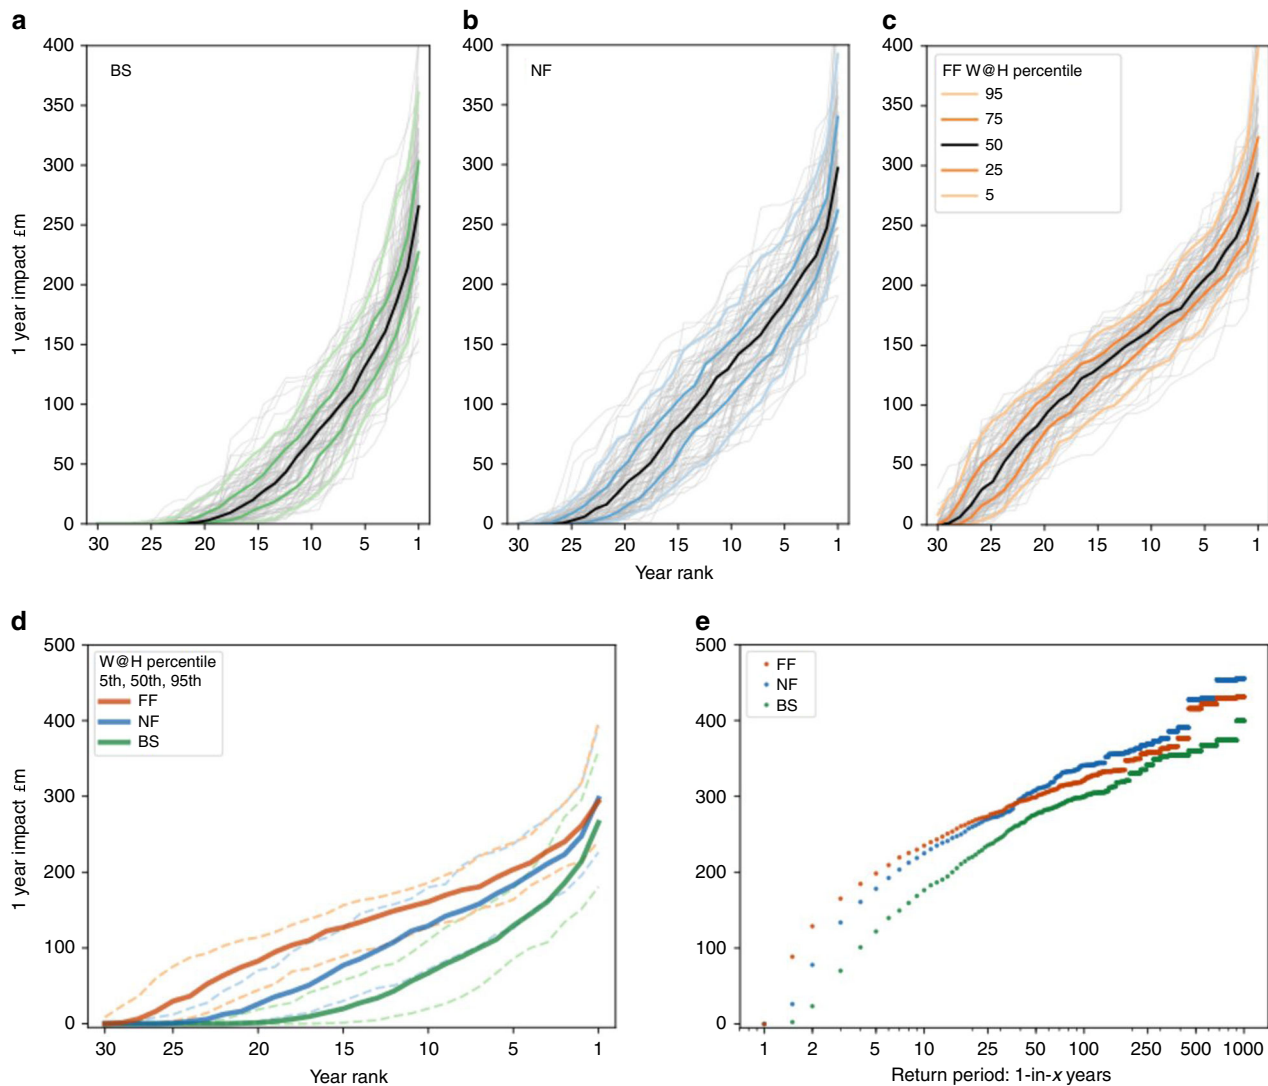 a
b
c
400
350
300
250
200
150
100
50
0
BS
30 25 20 15 10 5 1
1 year impact £m
400
350
300
250
200
150
100
50
0
NF
30 25 20 15 10 5 1
Year rank
400
350
300
250
200
150
100
50
0
FF W@H percentile
95
75
50
25
5
30 25 20 15 10 5 1
d
e
500
400
300
200
100
0
W@H percentile
5th, 50th, 95th
FF
NF
BS
30 25 20 15 10 5 1
1 year impact £m
Year rank
500
400
300
200
100
0
FF
NF
BS
1 2 5 10 25 50 100 250 500 1000
Return period: 1-in-x years